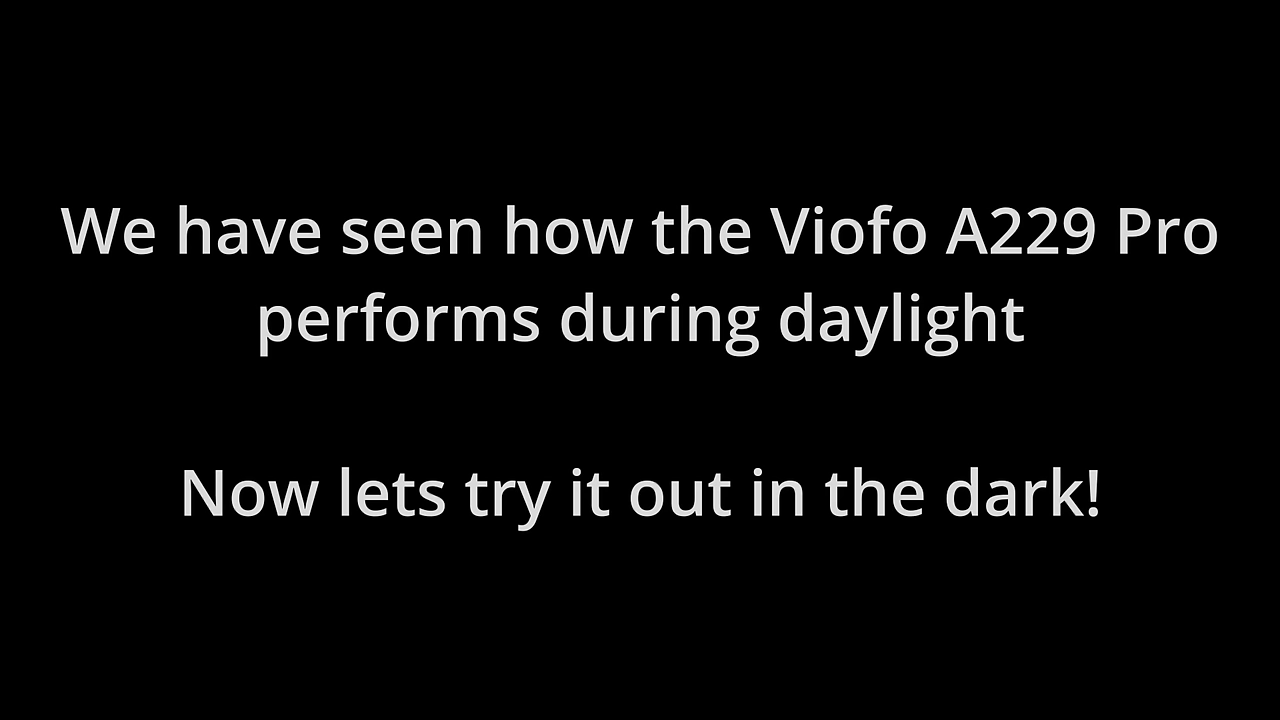 We have seen how the Viofo A229 Pro
performs during daylight
Now lets try it out in the dark!